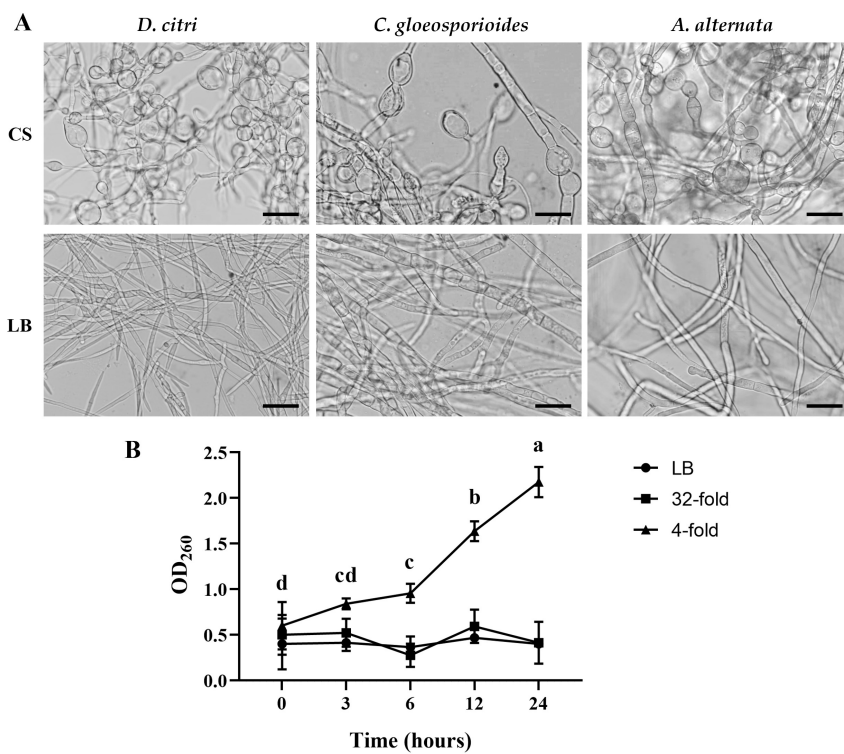 A
D. citri
C. gloeosporioides
A. alternata
CS
LB
B
2.5
2.0
1.5
1.0
0.5
0.0
OD260
d
cd
c
b
a
0
3
6
12
24
Time (hours)
LB
32-fold
4-fold